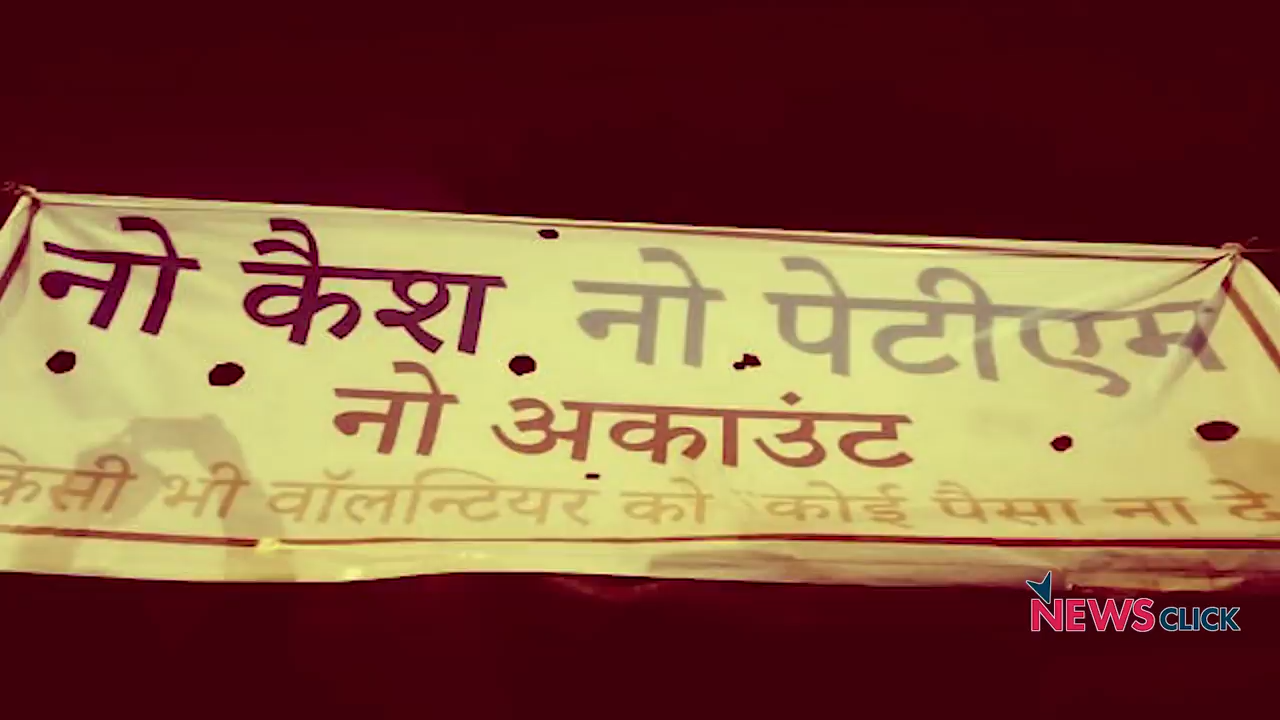 नो कैश नो पेटीएम
नो अकाउंट
किसी भी वॉलन्टियर को कोई पैसा ना दे
NEWSCLICK